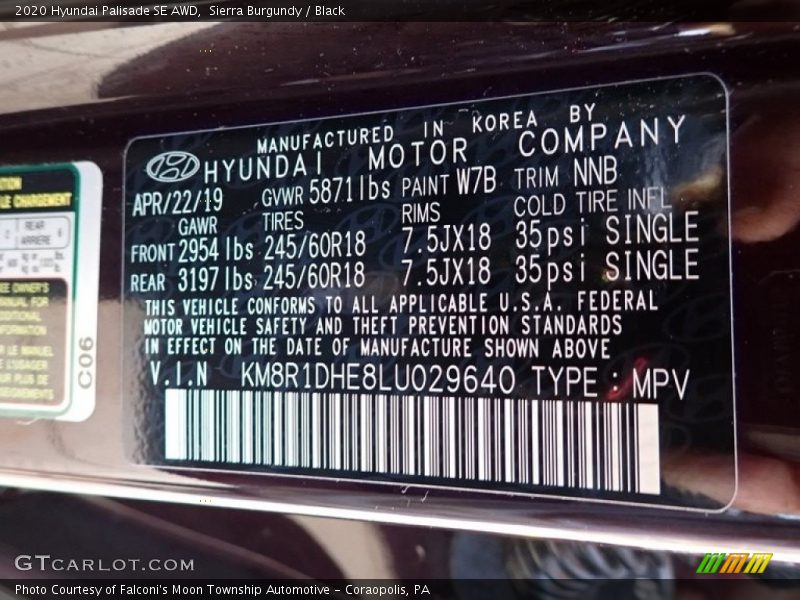 2020 Hyundai Palisade SE AWD,  Sierra Burgundy / Black
MANUFACTURED IN KOREA BY
HYUNDAI MOTOR COMPANY
APR/22/19 GVWR 5871lbs PAINT W7B TRIM NNB
GAWR TIRES RIMS COLD TIRE INFL
FRONT 2954 lbs 245/60R18 7.5JX18 35psi SINGLE
REAR 3197lbs 245/60R18 7.5JX18 35psi SINGLE
THIS VEHICLE CONFORMS TO ALL APPLICABLE U.S.A. FEDERAL
MOTOR VEHICLE SAFETY AND THEFT PREVENTION STANDARDS
IN EFFECT ON THE DATE OF MANUFACTURE SHOWN ABOVE
V.I.N KM8R1DHE8LU029640 TYPE : MPV
REAR
ARRIERE
C06
GTCARLOT.COM
Photo Courtesy of Falconi's Moon Township Automotive - Coraopolis, PA